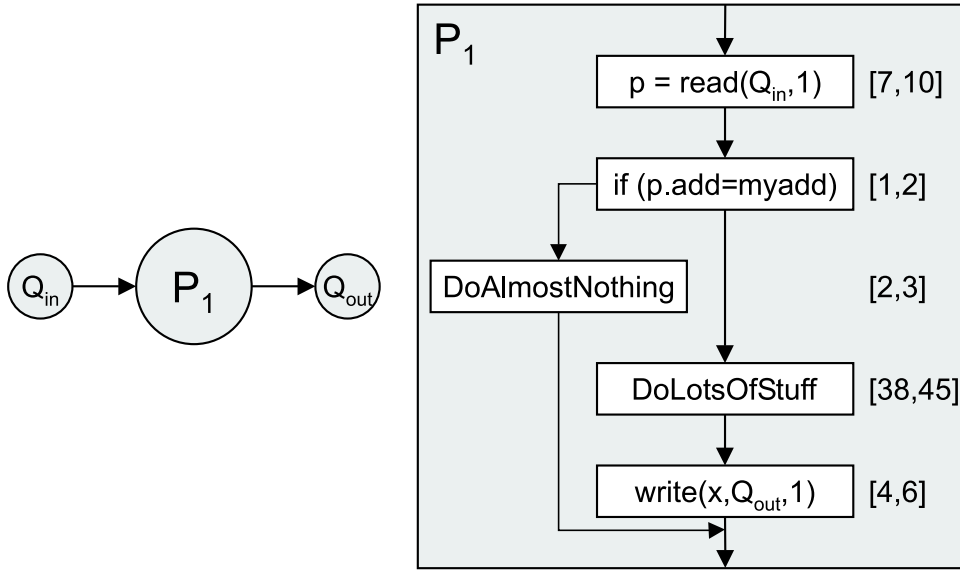 Q_in
P_1
Q_out
P_1
p = read(Q_in,1) [7,10]
if (p.add=myadd) [1,2]
DoAlmostNothing [2,3]
DoLotsOfStuff [38,45]
write(x,Q_out,1) [4,6]